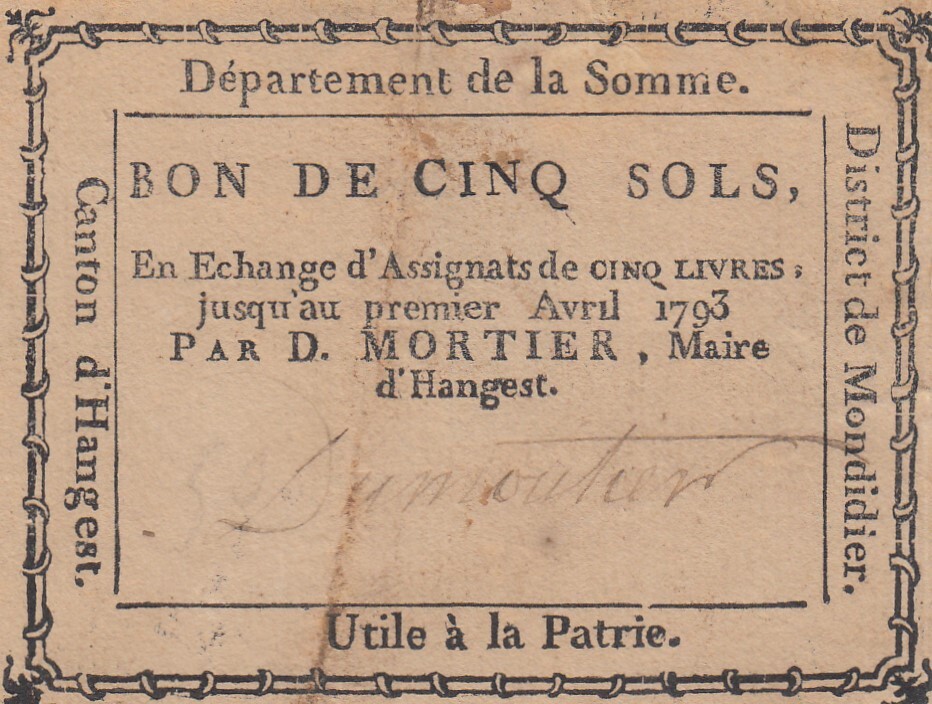 Département de la Somme.
Canton d'Hangest.
BON DE CINQ SOLS,
En Echange d'Assignats de CINQ LIVRES,
jusqu'au premier Avril 1793
PAR D. MORTIER, Maire
d'Hangest.
Dumoutier
District de Mondidier.
Utile à la Patrie.